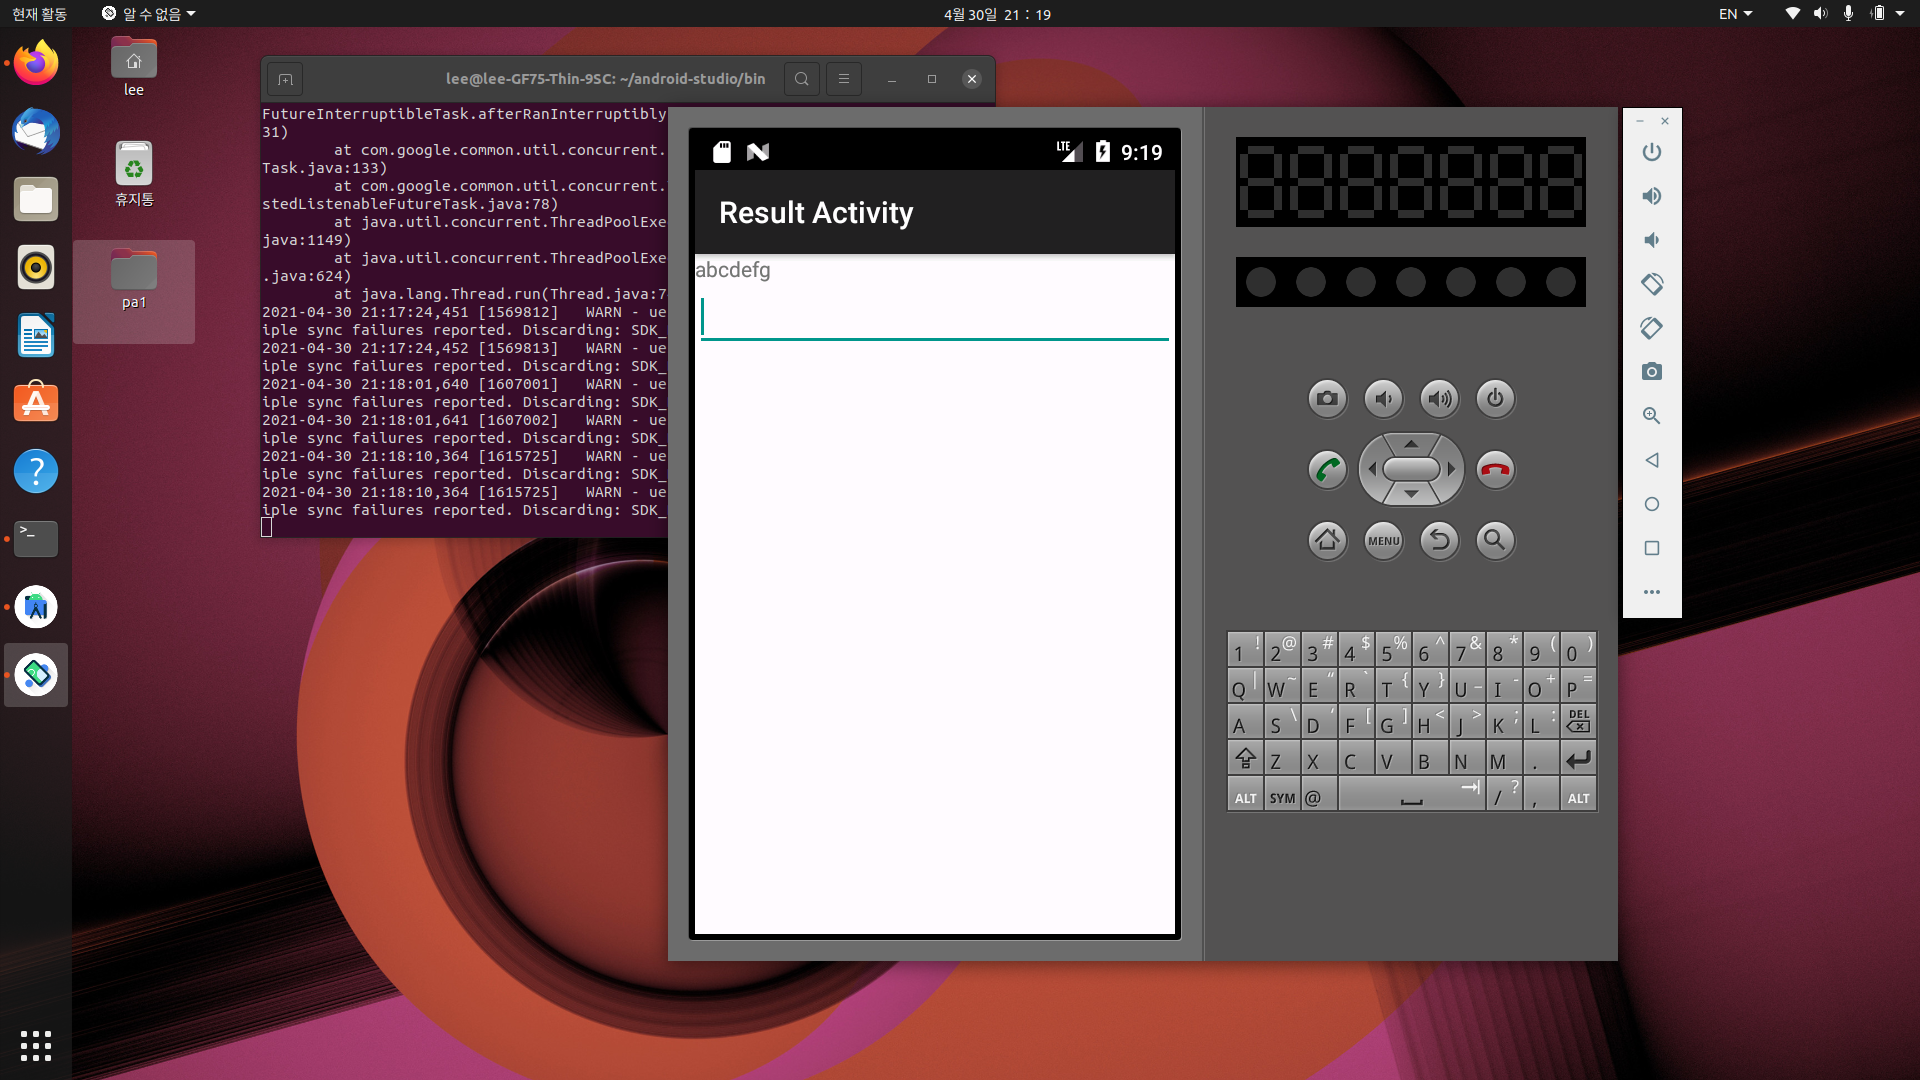 현재 활동
알 수 없음
4월 30일 21 : 19
EN
lee
휴지통
pa1
lee@lee-GF75-Thin-9SC: ~/android-studio/bin
FutureInterruptibleTask.afterRanInterruptibly
31)
at com.google.common.util.concurrent.
Task.java:133)
at com.google.common.util.concurrent.
stedListenableFutureTask.java:78)
at java.util.concurrent.ThreadPoolExe
java:1149)
at java.util.concurrent.ThreadPoolExe
.java:624)
at java.lang.Thread.run(Thread.java:7
2021-04-30 21:17:24,451 [1569812] WARN - ue
iple sync failures reported. Discarding: SDK_
2021-04-30 21:17:24,452 [1569813] WARN - ue
iple sync failures reported. Discarding: SDK_
2021-04-30 21:18:01,640 [1607001] WARN - ue
iple sync failures reported. Discarding: SDK_
2021-04-30 21:18:01,641 [1607002] WARN - ue
iple sync failures reported. Discarding: SDK_
2021-04-30 21:18:10,364 [1615725] WARN - ue
iple sync failures reported. Discarding: SDK_
2021-04-30 21:18:10,364 [1615725] WARN - ue
iple sync failures reported. Discarding: SDK_
LTE 9:19
Result Activity
abcdefg
MENU
1 ! 2 @ 3 # 4 $ 5 % 6 ^ 7 & 8 * 9 ( 0 )
Q | W ~ E " R ` T { Y } U _ I - O + P =
A S \ D ' F [ G ] H < J > K ; L : DEL
Z X C V B N M .
ALT SYM @ / ? , ALT